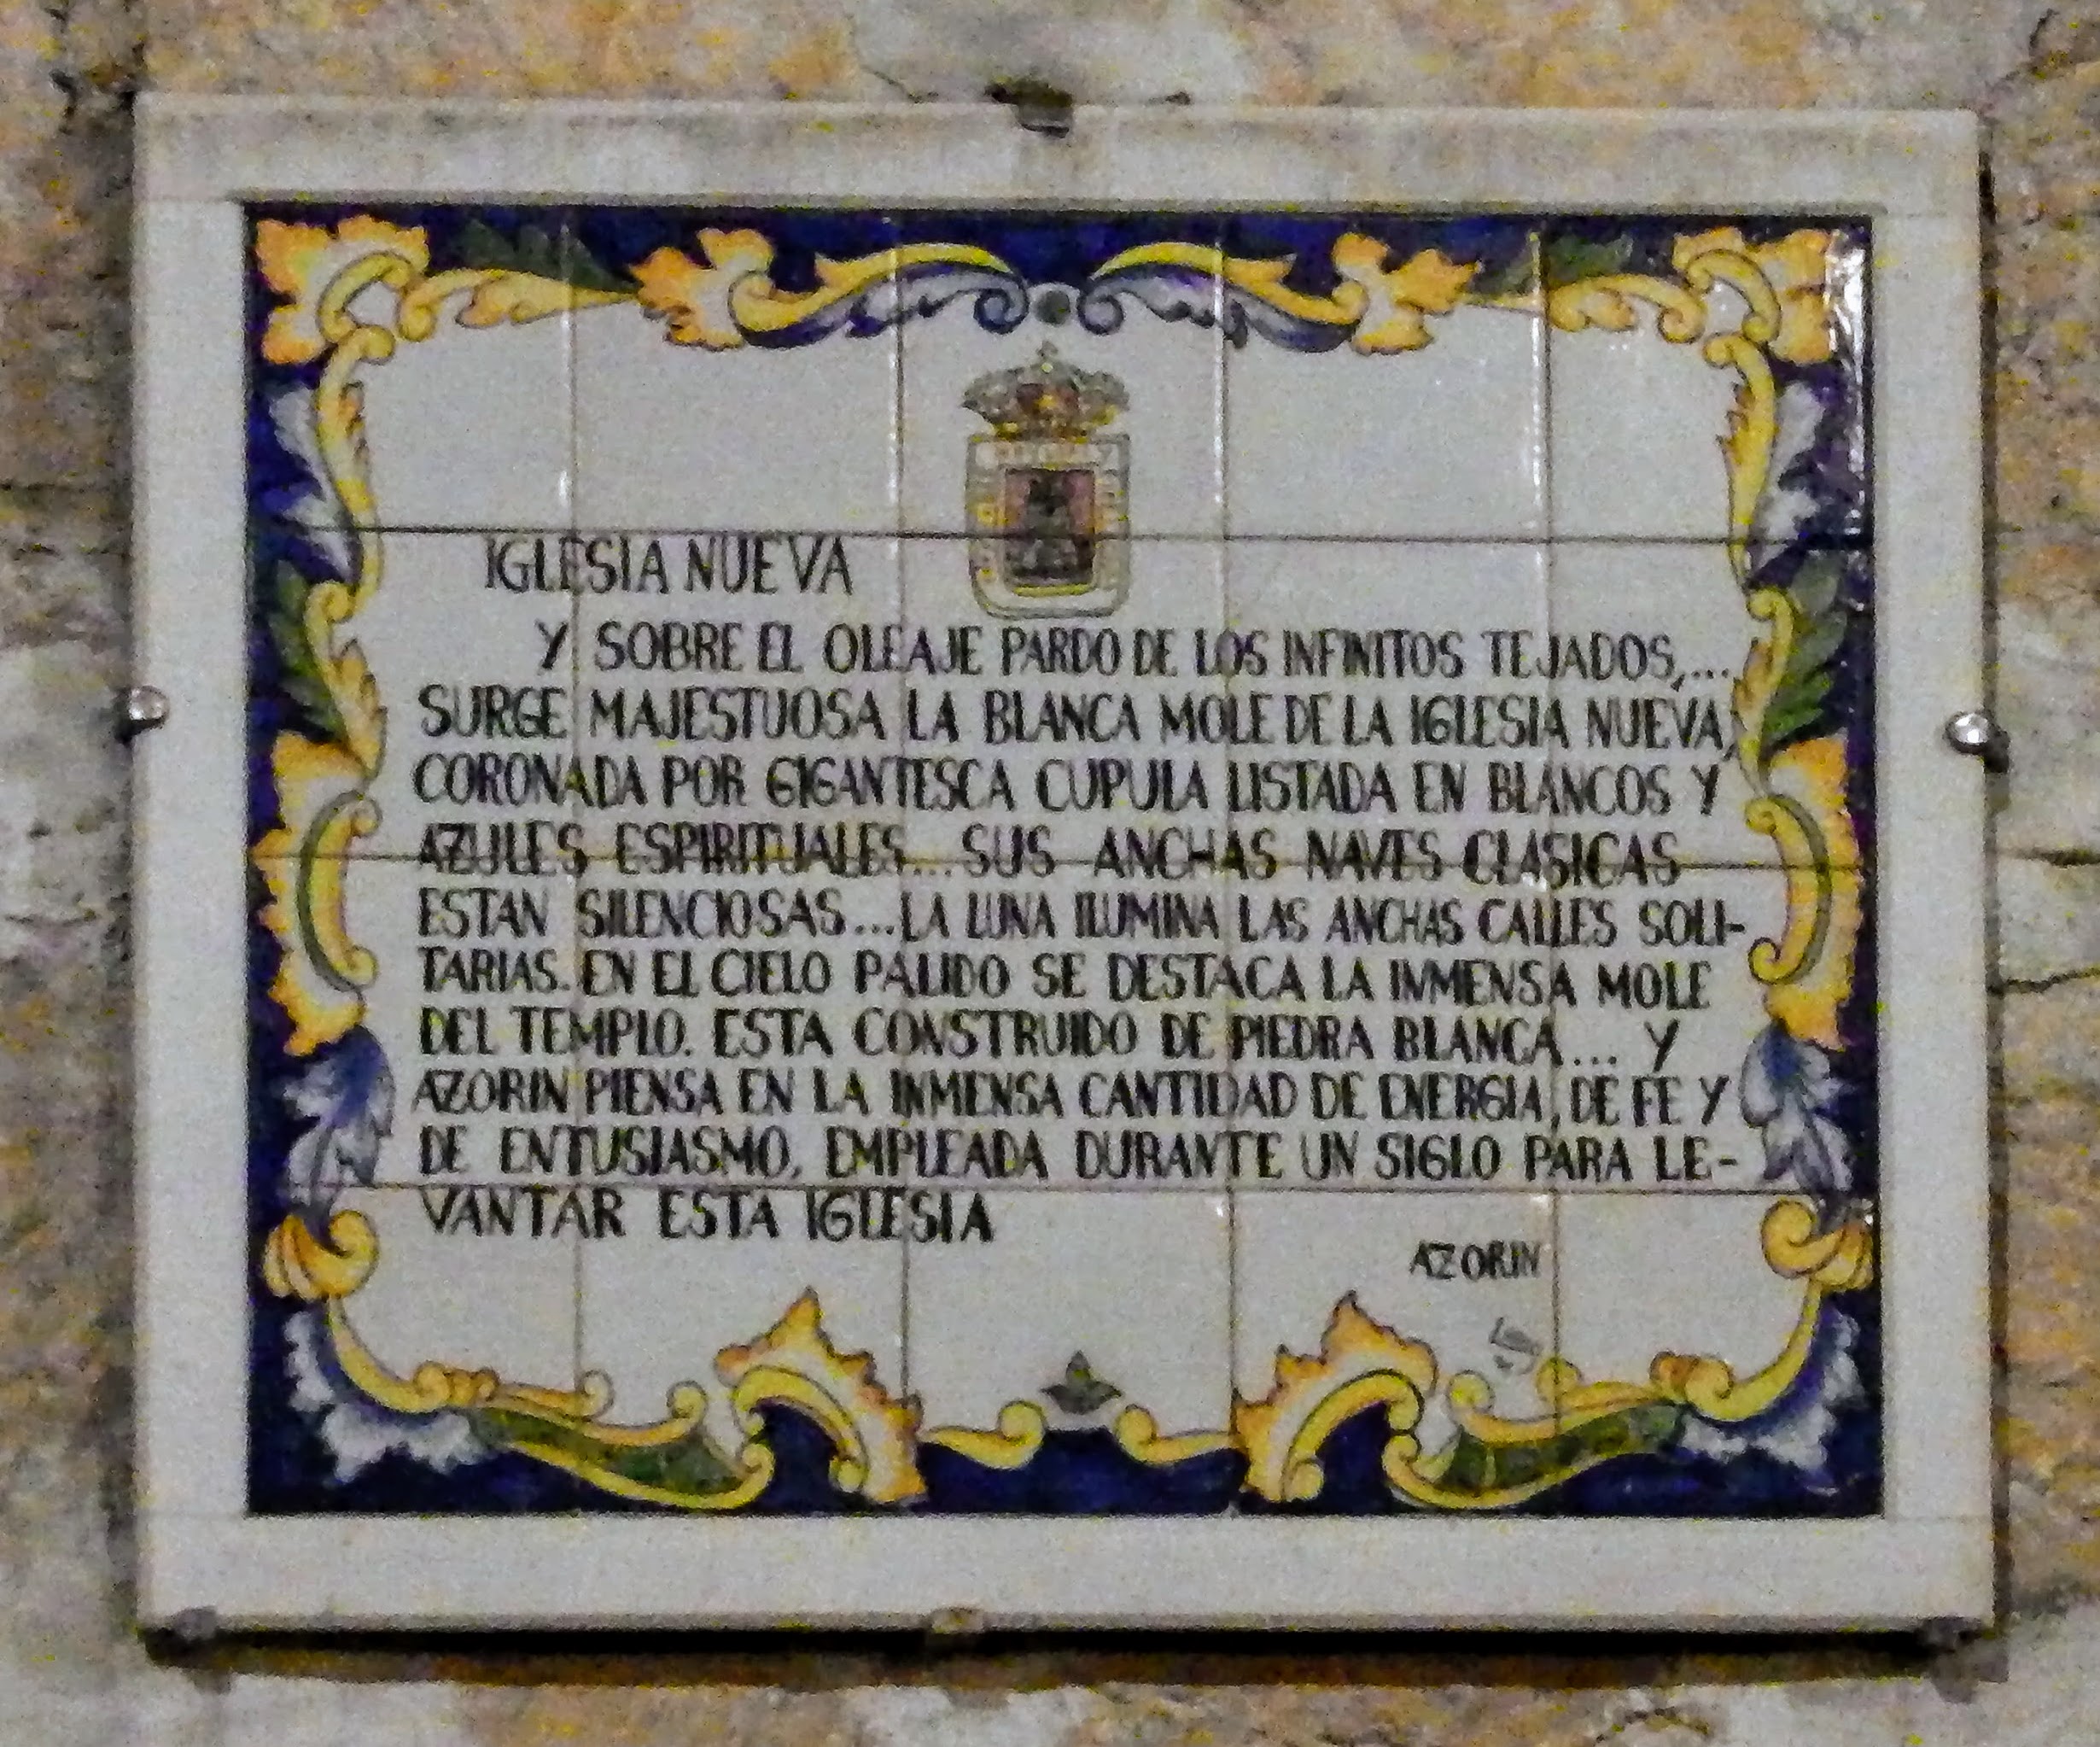 IGLESIA NUEVA
Y SOBRE EL OLEAJE PARDO DE LOS INFINITOS TEJADOS,...
SURGE MAJESTUOSA LA BLANCA MOLE DE LA IGLESIA NUEVA,
CORONADA POR GIGANTESCA CUPULA LISTADA EN BLANCOS Y
AZULES ESPIRITUALES... SUS ANCHAS NAVES CLASICAS
ESTAN SILENCIOSAS... LA LUNA ILUMINA LAS ANCHAS CALLES SOLI-
TARIAS. EN EL CIELO PALIDO SE DESTACA LA INMENSA MOLE
DEL TEMPLO. ESTA CONSTRUIDO DE PIEDRA BLANCA... Y
AZORIN PIENSA EN LA INMENSA CANTIDAD DE ENERGIA, DE FE Y
DE ENTUSIASMO, EMPLEADA DURANTE UN SIGLO PARA LE-
VANTAR ESTA IGLESIA
AZORIN